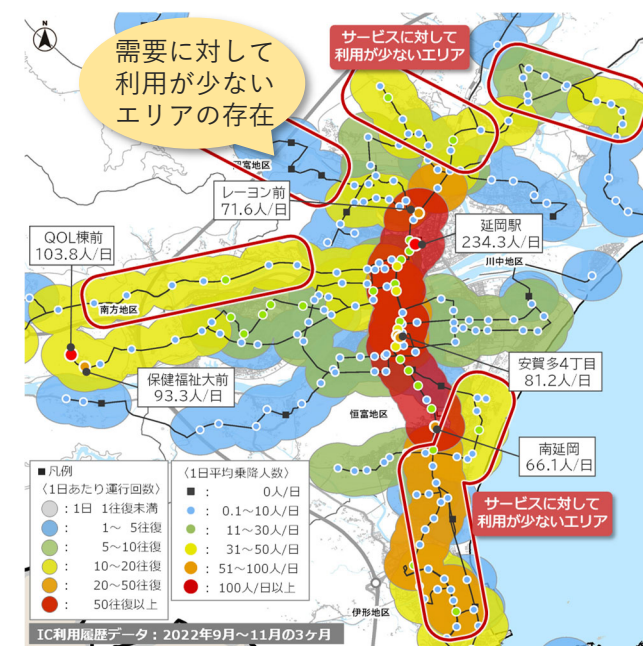 N
需要に対して
利用が少ない
エリアの存在
サービスに対して
利用が少ないエリア
富地区
レーヨン前
71.6人/日
延岡駅
234.3人/日
QOL棟前
103.8人/日
川中地区
南方地区
保健福祉大前
93.3人/日
安賀多4丁目
81.2人/日
恒富地区
南延岡
66.1人/日
サービスに対して
利用が少ないエリア
伊形地区
■凡例
〈1日あたり運行回数〉
：1日 1往復未満
： 1～ 5往復
： 5～10往復
： 10～20往復
： 20～50往復
： 50往復以上
〈1日平均乗降人数〉
： 0人/日
： 0.1～10人/日
： 11～30人/日
： 31～50人/日
： 51～100人/日
： 100人/日以上
IC利用履歴データ：2022年9月～11月の3ヶ月